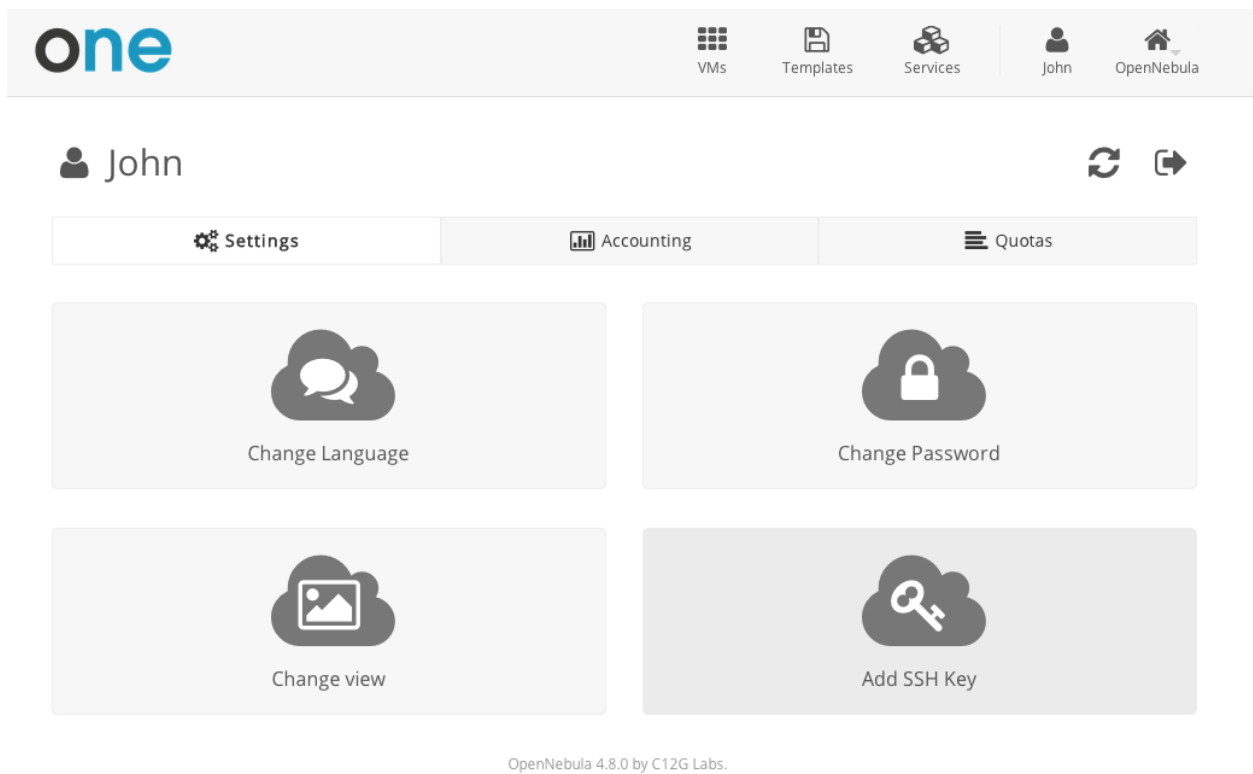 one
VMs Templates Services John OpenNebula
John
Settings Accounting Quotas
Change Language Change Password
Change view Add SSH Key
OpenNebula 4.8.0 by C12G Labs.